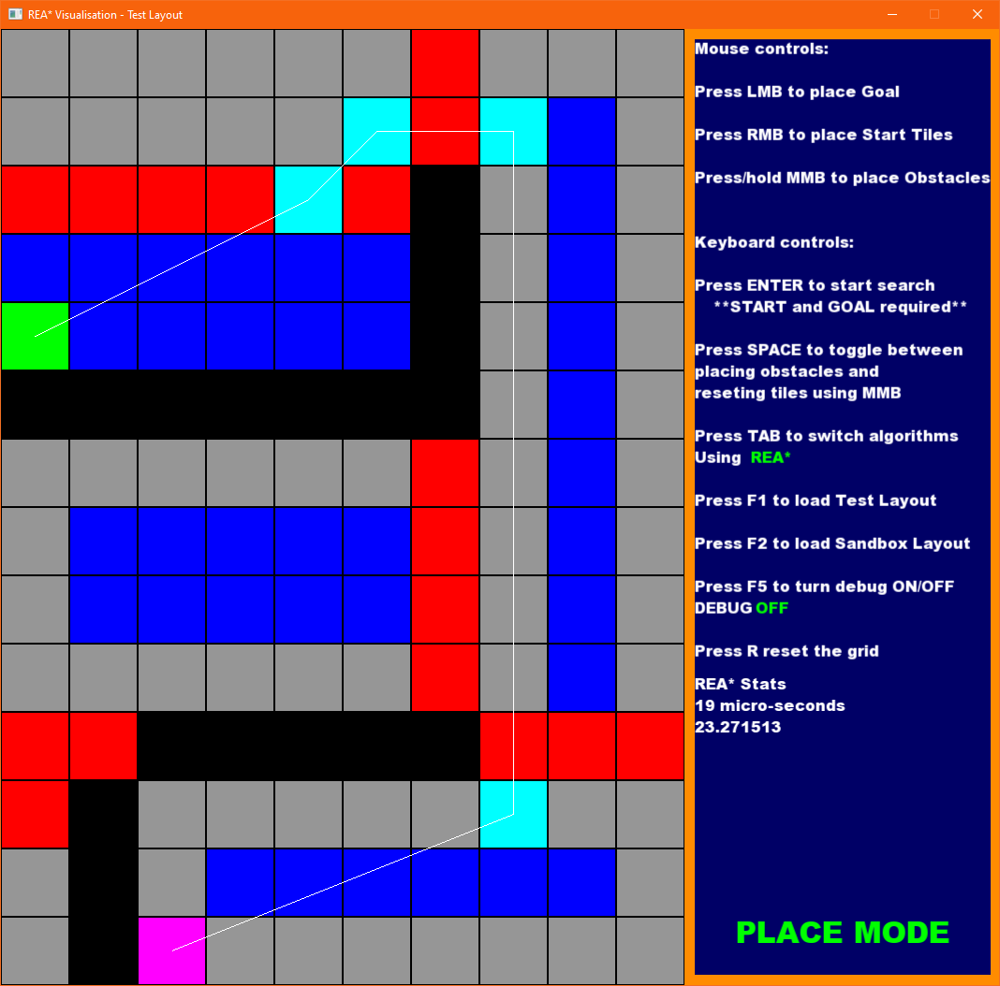 REA* Visualisation - Test Layout
Mouse controls:
Press LMB to place Goal
Press RMB to place Start Tiles
Press/hold MMB to place Obstacles
Keyboard controls:
Press ENTER to start search
**START and GOAL required**
Press SPACE to toggle between
placing obstacles and
reseting tiles using MMB
Press TAB to switch algorithms
Using REA*
Press F1 to load Test Layout
Press F2 to load Sandbox Layout
Press F5 to turn debug ON/OFF
DEBUG OFF
Press R reset the grid
REA* Stats
19 micro-seconds
23.271513
PLACE MODE